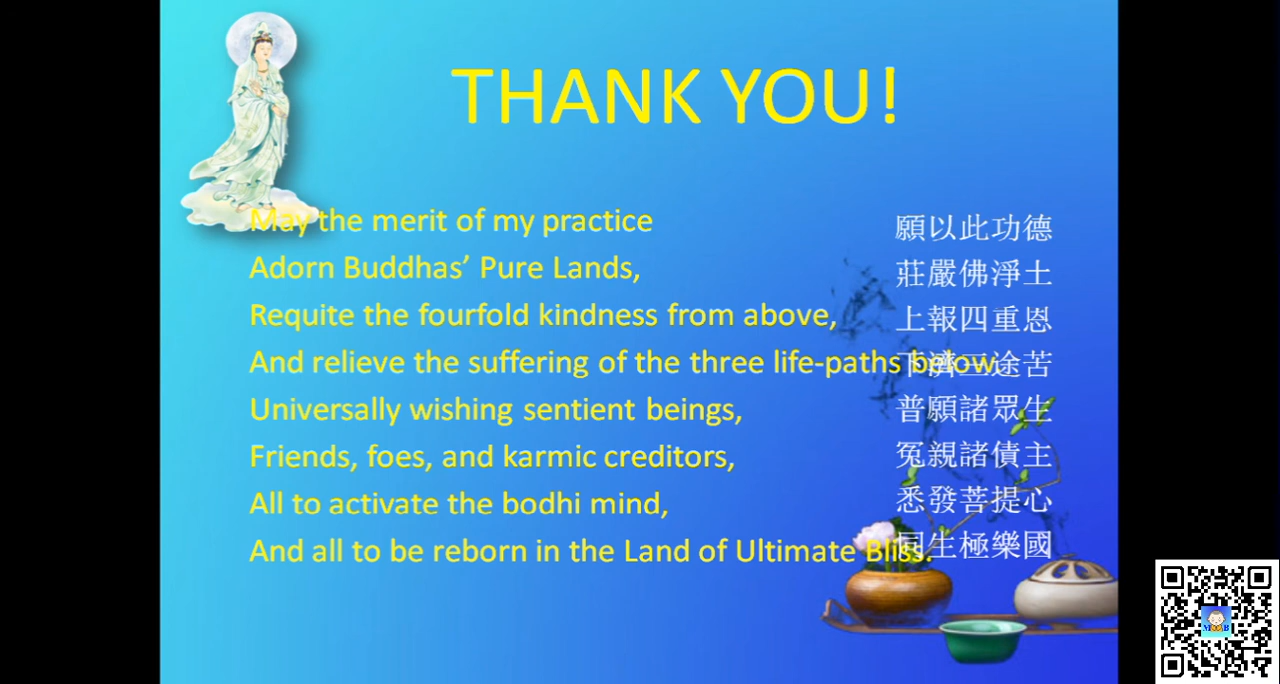 THANK YOU!
May the merit of my practice
Adorn Buddhas’ Pure Lands,
Requite the fourfold kindness from above,
And relieve the suffering of the three life-paths below.
Universally wishing sentient beings,
Friends, foes, and karmic creditors,
All to activate the bodhi mind,
And all to be reborn in the Land of Ultimate Bliss.
願以此功德
莊嚴佛淨土
上報四重恩
下濟三途苦
普願諸眾生
冤親諸債主
悉發菩提心
同生極樂國